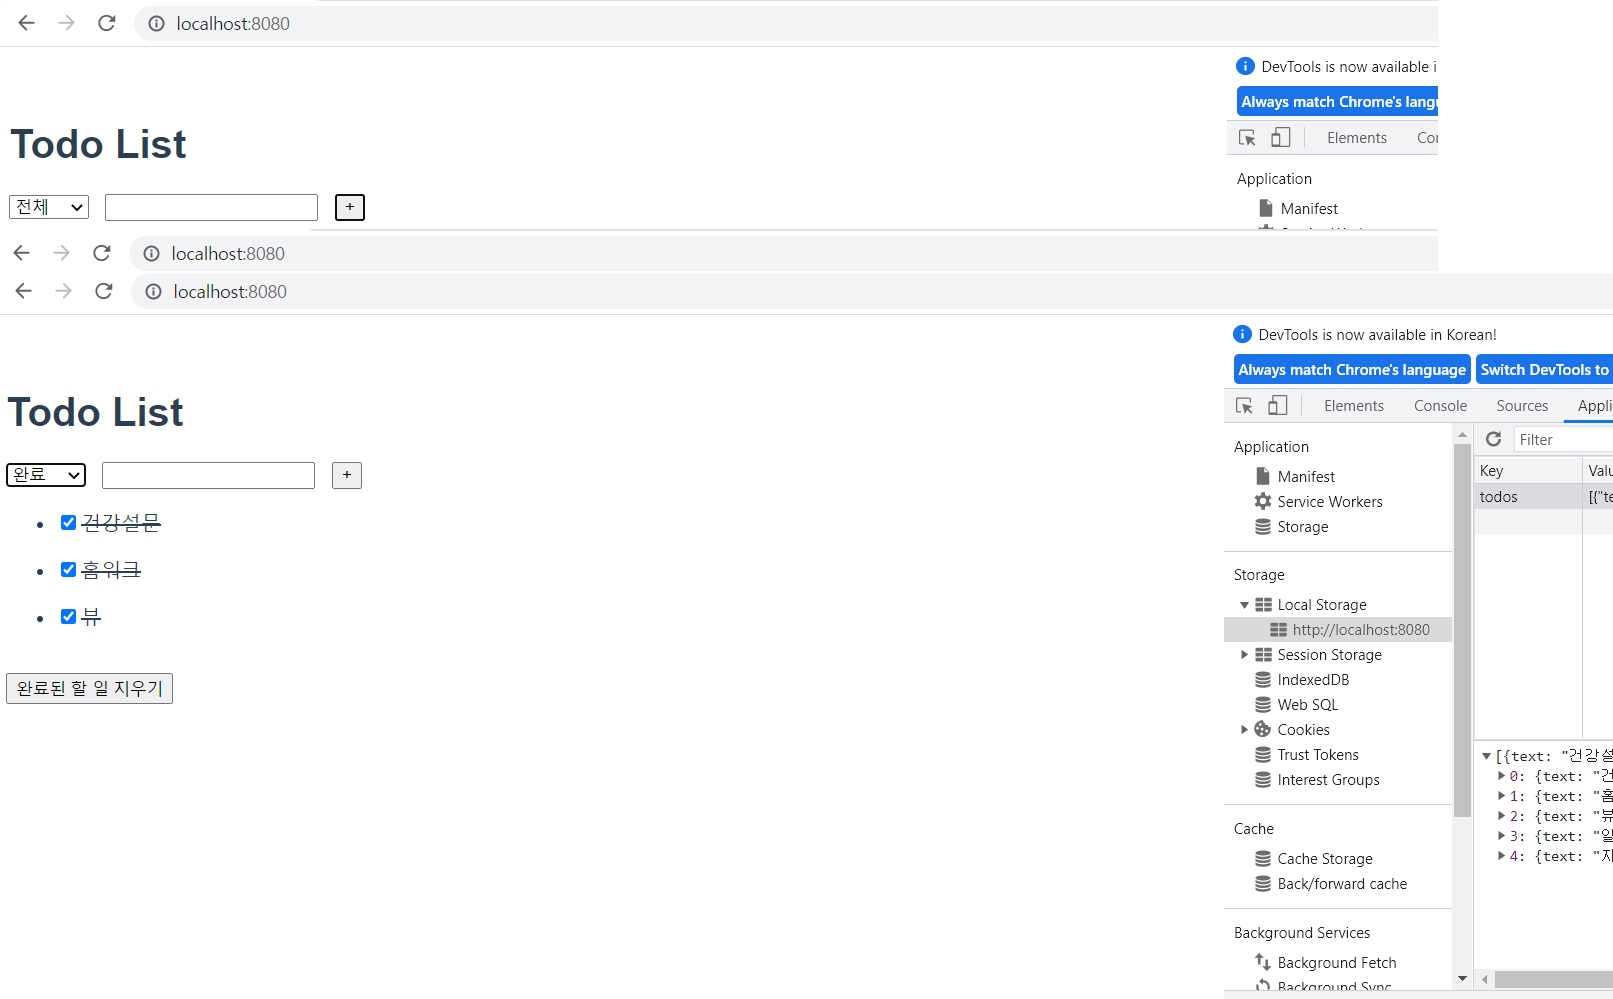 localhost:8080
DevTools is now available i
Always match Chrome's langu
Elements Cor
Todo List
전체 +
Application
Manifest
localhost:8080
localhost:8080
DevTools is now available in Korean!
Always match Chrome's language Switch DevTools to
Elements Console Sources Appli
Todo List
완료 +
건강설문
홈워크
뷰
완료된 할 일 지우기
Application
Manifest
Service Workers
Storage
Storage
Local Storage
http://localhost:8080
Session Storage
IndexedDB
Web SQL
Cookies
Trust Tokens
Interest Groups
Cache
Cache Storage
Back/forward cache
Background Services
Background Fetch
Background Sync
Filter
Key Valu
todos [{"te
[{text: "건강설
0: {text: "건
1: {text: "홈
2: {text: "뷰
3: {text: "일
4: {text: "